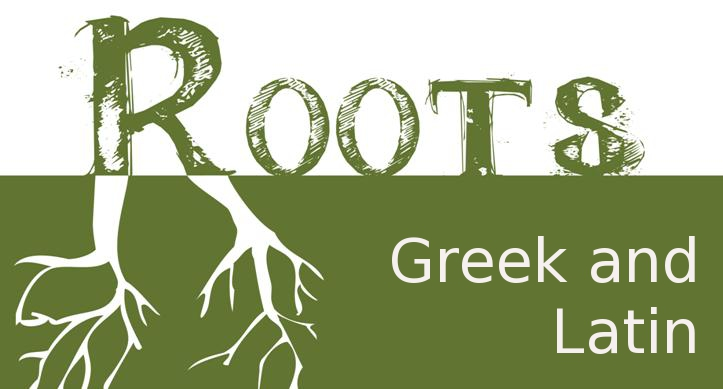 Roots
Greek and
Latin